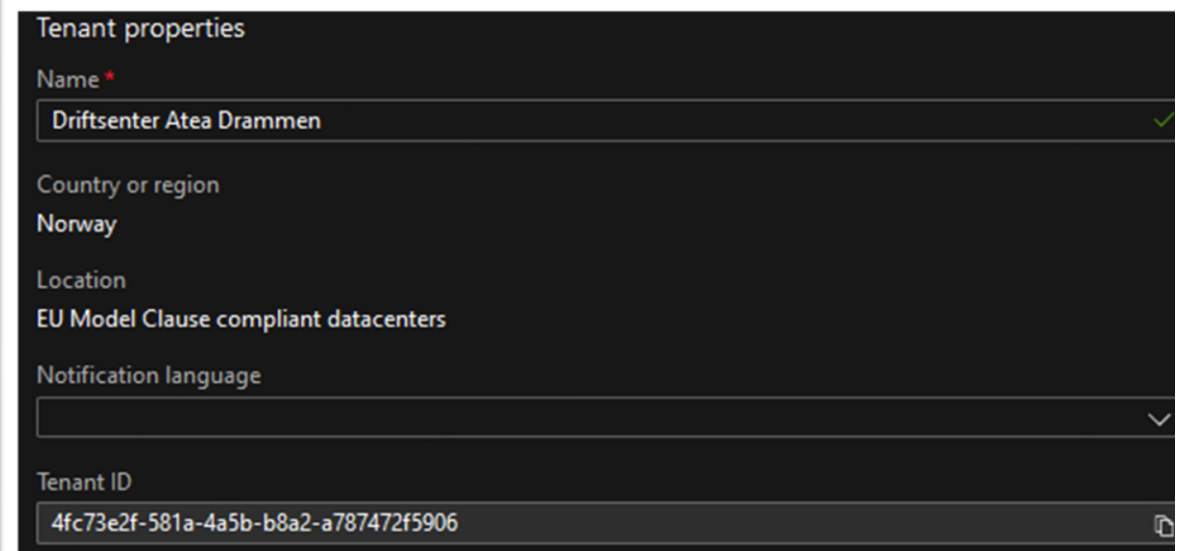 Tenant properties
Name *
Driftsenter Atea Drammen
Country or region
Norway
Location
EU Model Clause compliant datacenters
Notification language
Tenant ID
4fc73e2f-581a-4a5b-b8a2-a787472f5906